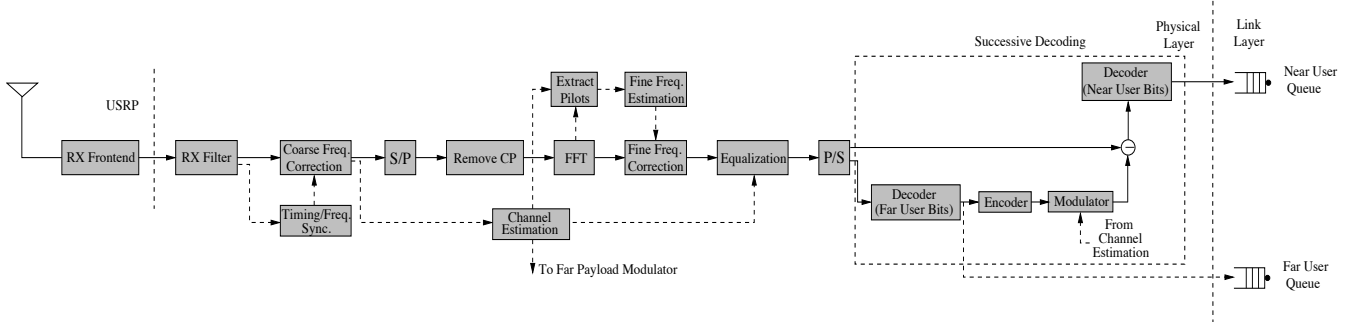 Successive Decoding
Physical
Layer
Link
Layer
USRP
Extract
Pilots
Fine Freq.
Estimation
Decoder
(Near User Bits)
Near User
Queue
RX Frontend
RX Filter
Coarse Freq.
Correction
S/P
Remove CP
FFT
Fine Freq.
Correction
Equalization
P/S
−
Timing/Freq.
Sync.
Channel
Estimation
Decoder
(Far User Bits)
Encoder
Modulator
From
Channel
Estimation
To Far Payload Modulator
Far User
Queue